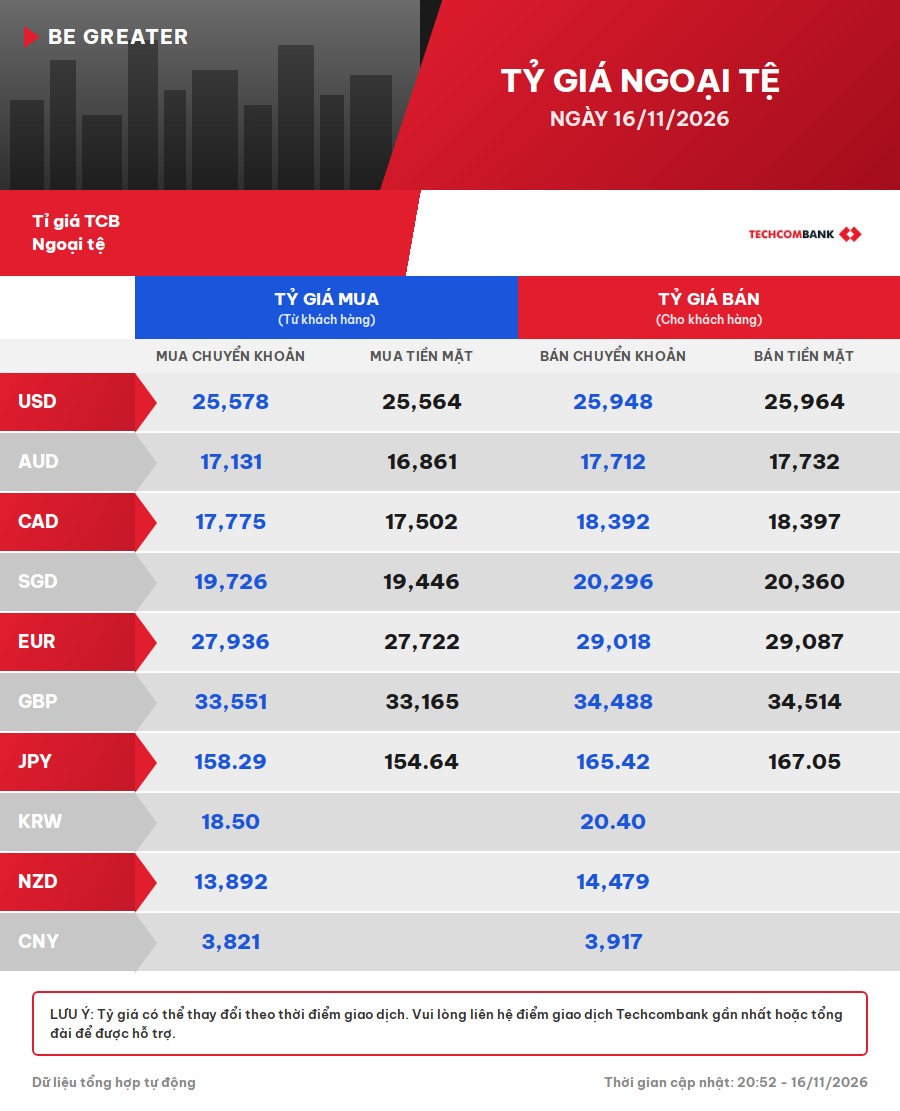 BE GREATER
TỶ GIÁ NGOẠI TỆ
NGÀY 16/11/2026
Tỉ giá TCB
Ngoại tệ
TECHCOMBANK
TỶ GIÁ MUA
(Từ khách hàng)
TỶ GIÁ BÁN
(Cho khách hàng)
MUA CHUYỂN KHOẢN MUA TIỀN MẶT BÁN CHUYỂN KHOẢN BÁN TIỀN MẶT
USD 25,578 25,564 25,948 25,964
AUD 17,131 16,861 17,712 17,732
CAD 17,775 17,502 18,392 18,397
SGD 19,726 19,446 20,296 20,360
EUR 27,936 27,722 29,018 29,087
GBP 33,551 33,165 34,488 34,514
JPY 158.29 154.64 165.42 167.05
KRW 18.50 20.40
NZD 13,892 14,479
CNY 3,821 3,917
LƯU Ý: Tỷ giá có thể thay đổi theo thời điểm giao dịch. Vui lòng liên hệ điểm giao dịch Techcombank gần nhất hoặc tổng
đài để được hỗ trợ.
Dữ liệu tổng hợp tự động Thời gian cập nhật: 20:52 - 16/11/2026